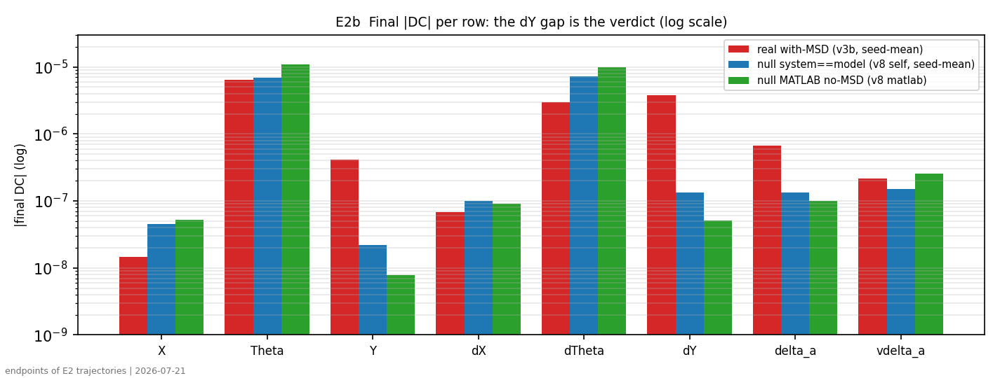 E2b  Final |DC| per row: the dY gap is the verdict (log scale)
real with-MSD (v3b, seed-mean)
null system==model (v8 self, seed-mean)
null MATLAB no-MSD (v8 matlab)
|final DC| (log)
10⁻⁵
10⁻⁶
10⁻⁷
10⁻⁸
10⁻⁹
X Theta Y dX dTheta dY delta_a vdelta_a
endpoints of E2 trajectories | 2026-07-21